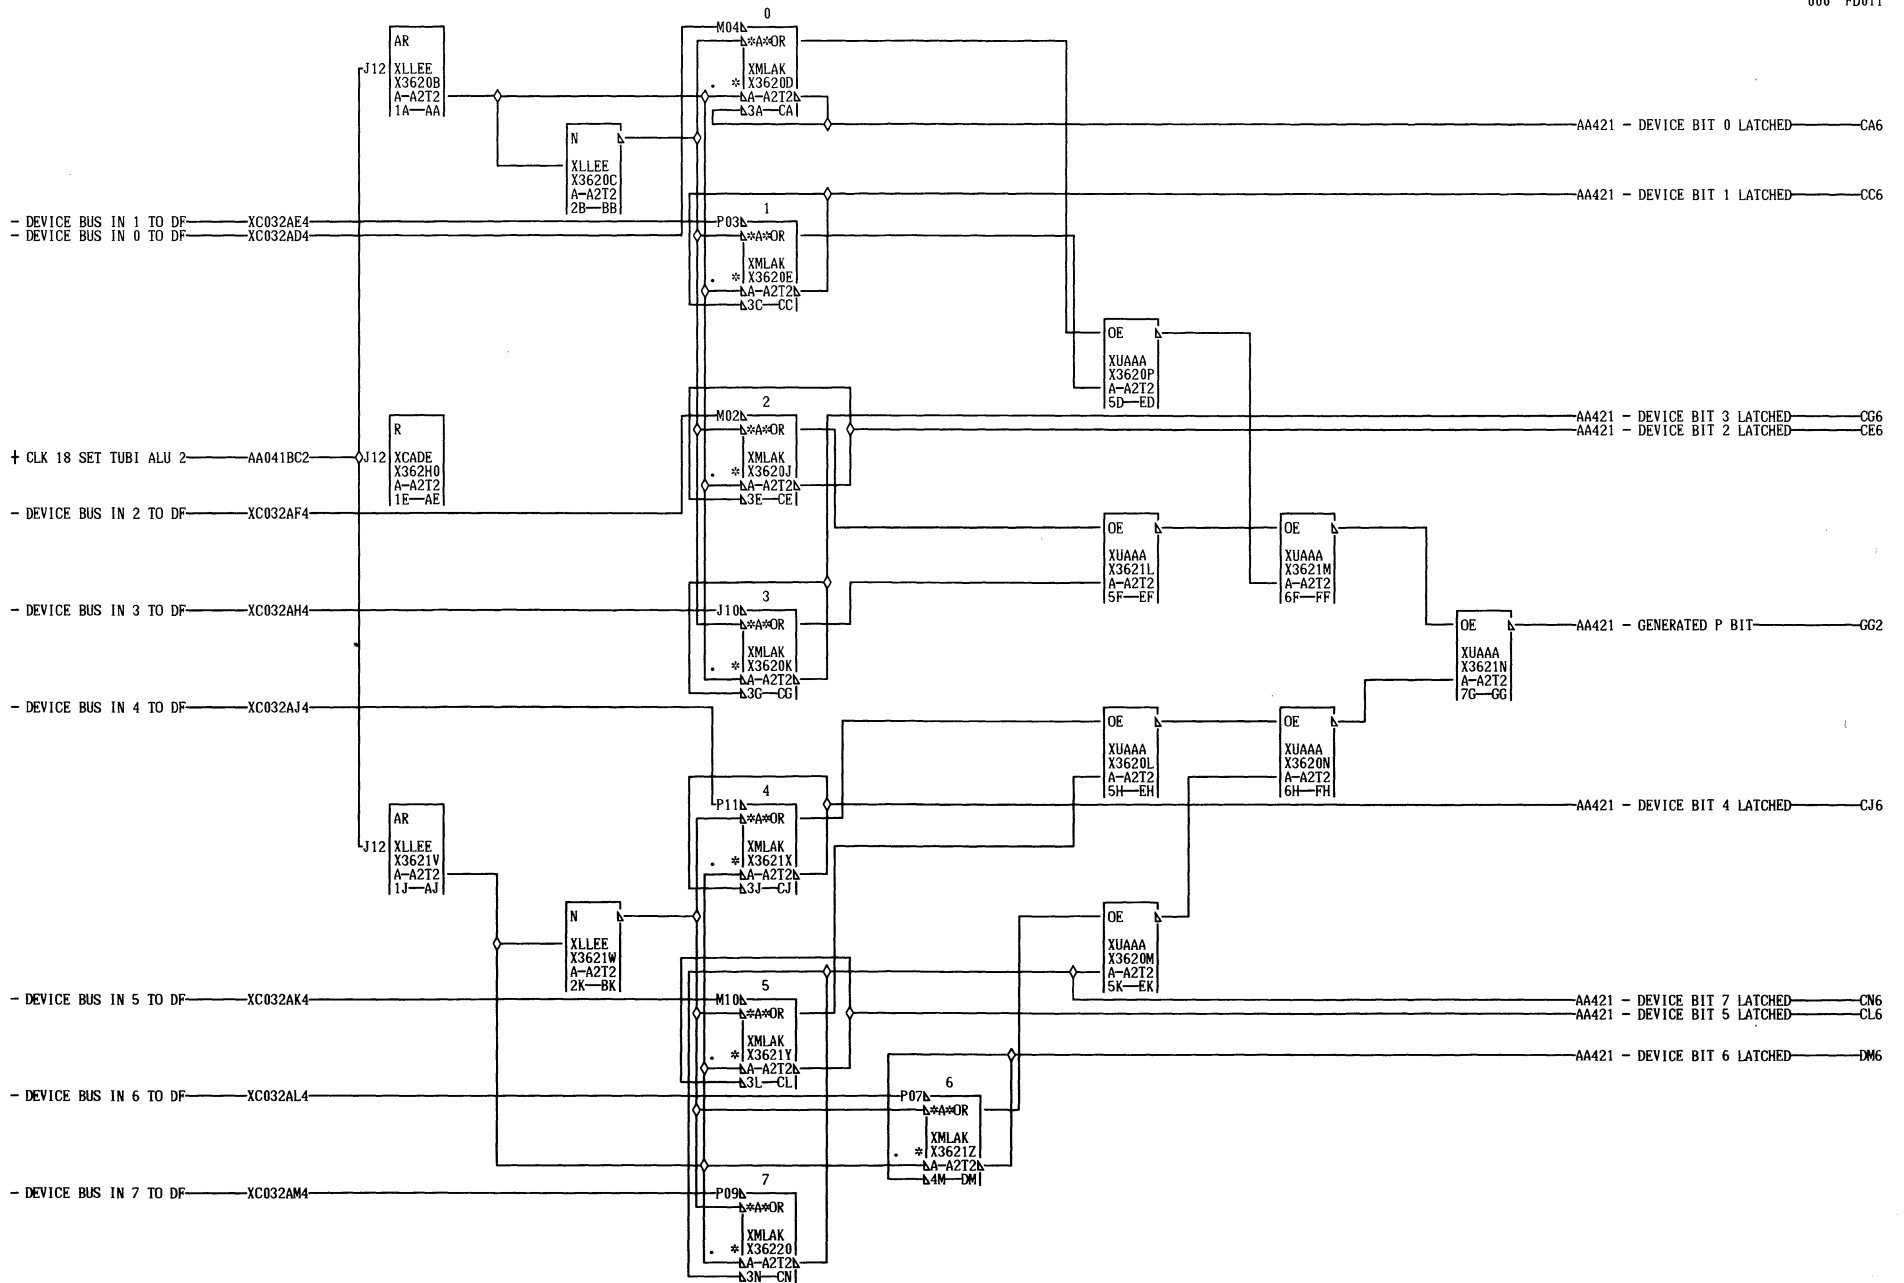 0
M04
*A*OR
XMLAK
* X3620D
A-A2T2
3A—CA
AR
J12 XLLEE
X3620B
A-A2T2
1A—AA
N
XLLEE
X3620C
A-A2T2
2B—BB
AA421 - DEVICE BIT 0 LATCHED CA6
AA421 - DEVICE BIT 1 LATCHED CC6
- DEVICE BUS IN 1 TO DF XC032AE4
- DEVICE BUS IN 0 TO DF XC032AD4
1
P03
*A*OR
XMLAK
* X3620E
A-A2T2
3C—CC
OE
XUAAA
X3620P
A-A2T2
5D—ED
2
M02
*A*OR
XMLAK
* X3620J
A-A2T2
3E—CE
AA421 - DEVICE BIT 3 LATCHED CG6
AA421 - DEVICE BIT 2 LATCHED CE6
R
J12 XCADE
X362H0
A-A2T2
1E—AE
+ CLK 18 SET TUBI ALU 2 AA041BC2
- DEVICE BUS IN 2 TO DF XC032AF4
OE
XUAAA
X3621L
A-A2T2
5F—EF
OE
XUAAA
X3621M
A-A2T2
6F—FF
- DEVICE BUS IN 3 TO DF XC032AH4
3
J10
*A*OR
XMLAK
* X3620K
A-A2T2
3G—CG
OE
XUAAA
X3621N
A-A2T2
7G—GG
AA421 - GENERATED P BIT GG2
- DEVICE BUS IN 4 TO DF XC032AJ4
OE
XUAAA
X3620L
A-A2T2
5H—EH
OE
XUAAA
X3620N
A-A2T2
6H—FH
4
P11
*A*OR
XMLAK
* X3621X
A-A2T2
3J—CJ
AA421 - DEVICE BIT 4 LATCHED CJ6
AR
J12 XLLEE
X3621V
A-A2T2
1J—AJ
N
XLLEE
X3621W
A-A2T2
2K—BK
OE
XUAAA
X3620M
A-A2T2
5K—EK
- DEVICE BUS IN 5 TO DF XC032AK4
5
M10
*A*OR
XMLAK
* X3621Y
A-A2T2
3L—CL
AA421 - DEVICE BIT 7 LATCHED CN6
AA421 - DEVICE BIT 5 LATCHED CL6
AA421 - DEVICE BIT 6 LATCHED DM6
- DEVICE BUS IN 6 TO DF XC032AL4
6
P07
*A*OR
XMLAK
* X3621Z
A-A2T2
4M—DM
- DEVICE BUS IN 7 TO DF XC032AM4
7
P09
*A*OR
XMLAK
* X36220
A-A2T2
3N—CN